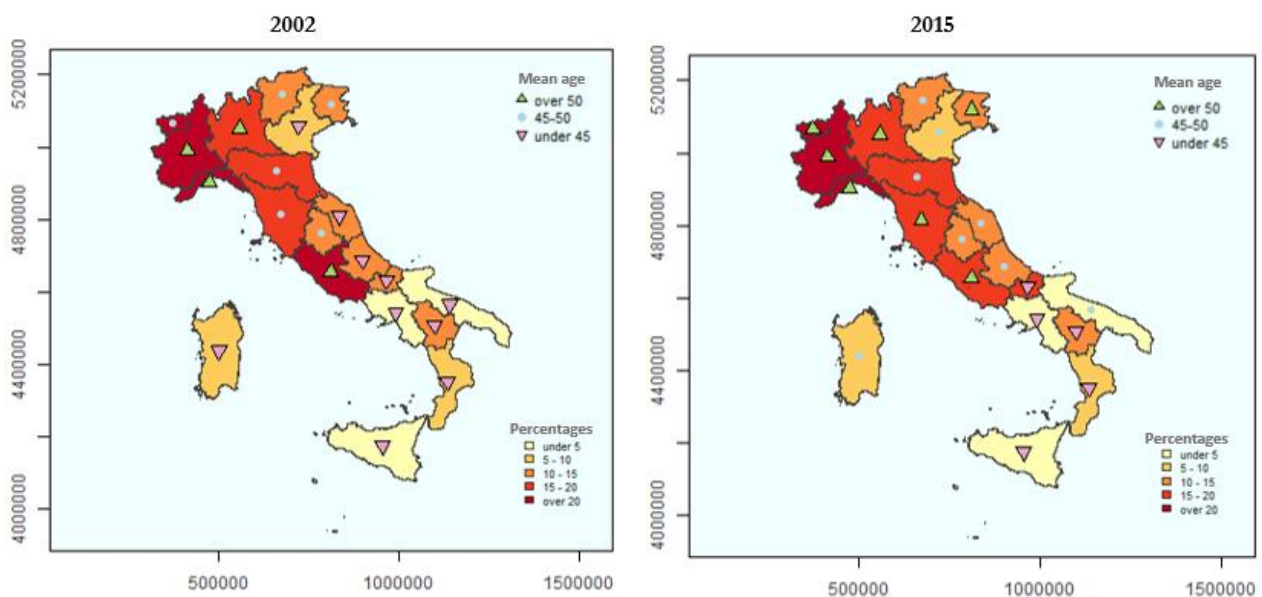 2002
5200000
4800000
4400000
4000000
Mean age
over 50
45-50
under 45
Percentages
under 5
5 - 10
10 - 15
15 - 20
over 20
500000
1000000
1500000
2015
5200000
4800000
4400000
4000000
Mean age
over 50
45-50
under 45
Percentages
under 5
5 - 10
10 - 15
15 - 20
over 20
500000
1000000
1500000